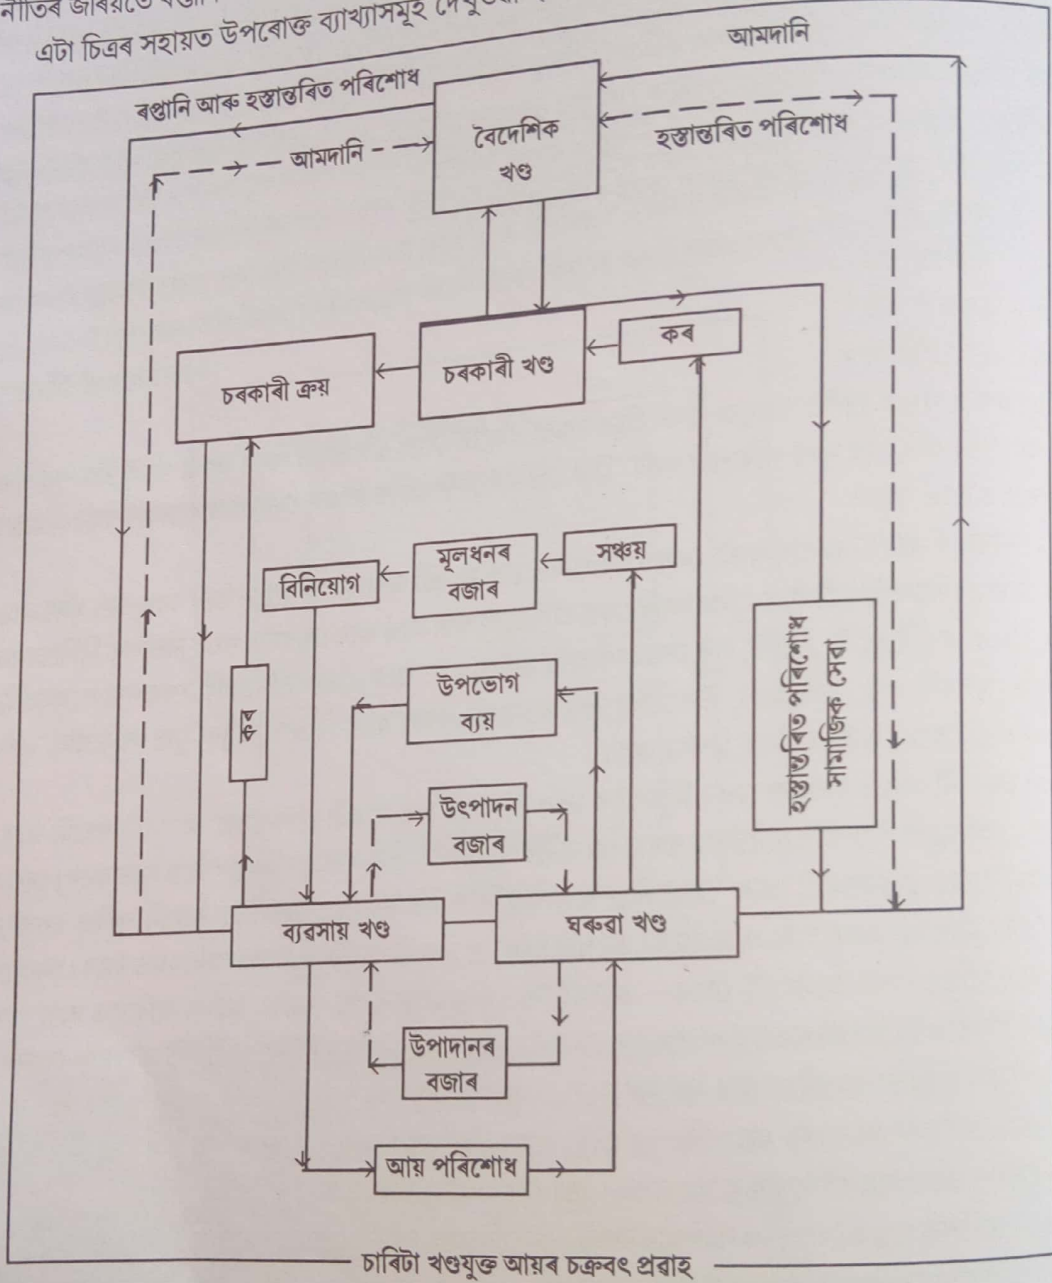 নীতিৰ জৰিয়তে
এটা চিত্ৰৰ সহায়ত উপৰোক্ত ব্যাখ্যাসমূহ
আমদানি
ৰপ্তানি আৰু হস্তান্তৰিত পৰিশোধ
বৈদেশিক
খণ্ড
হস্তান্তৰিত পৰিশোধ
আমদানি
কৰ
চৰকাৰী খণ্ড
চৰকাৰী ক্ৰয়
সঞ্চয়
মূলধনৰ
বজাৰ
বিনিয়োগ
হস্তান্তৰিত পৰিশোধ
সামাজিক সেৱা
উপভোগ
ব্যয়
কৰ
উৎপাদন
বজাৰ
ব্যৱসায় খণ্ড
ঘৰুৱা খণ্ড
উপাদানৰ
বজাৰ
আয় পৰিশোধ
চাৰিটা খণ্ডযুক্ত আয়ৰ চক্ৰবৎ প্ৰৱাহ